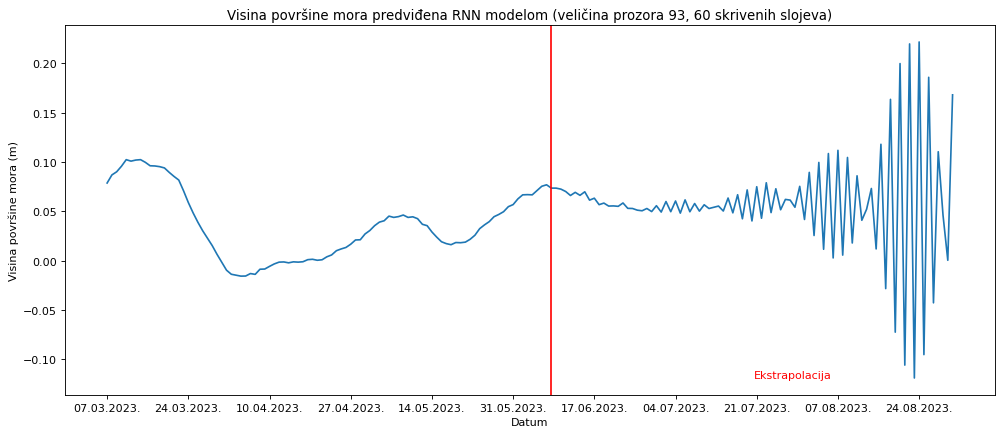 Visina površine mora predviđena RNN modelom (veličina prozora 93, 60 skrivenih slojeva)
Visina površine mora (m)
0.20
0.15
0.10
0.05
0.00
−0.05
−0.10
Ekstrapolacija
07.03.2023. 24.03.2023. 10.04.2023. 27.04.2023. 14.05.2023. 31.05.2023. 17.06.2023. 04.07.2023. 21.07.2023. 07.08.2023. 24.08.2023.
Datum